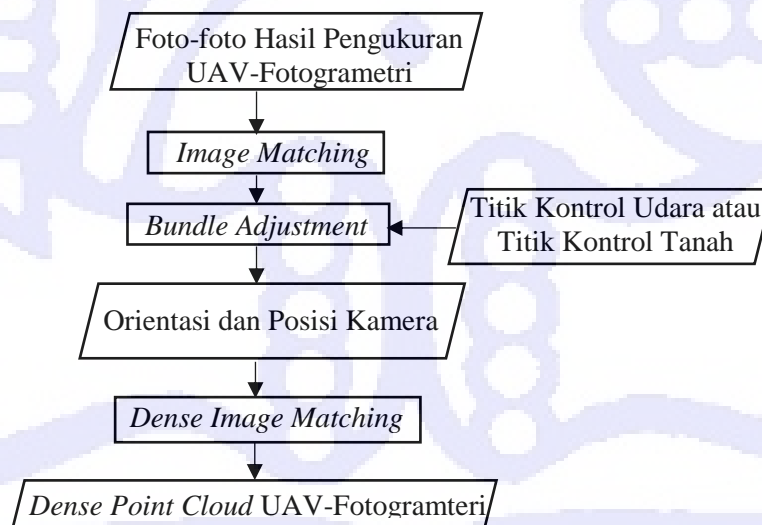 Foto-foto Hasil Pengukuran
UAV-Fotogrametri
Image Matching
Bundle Adjustment
Titik Kontrol Udara atau
Titik Kontrol Tanah
Orientasi dan Posisi Kamera
Dense Image Matching
Dense Point Cloud UAV-Fotogramteri